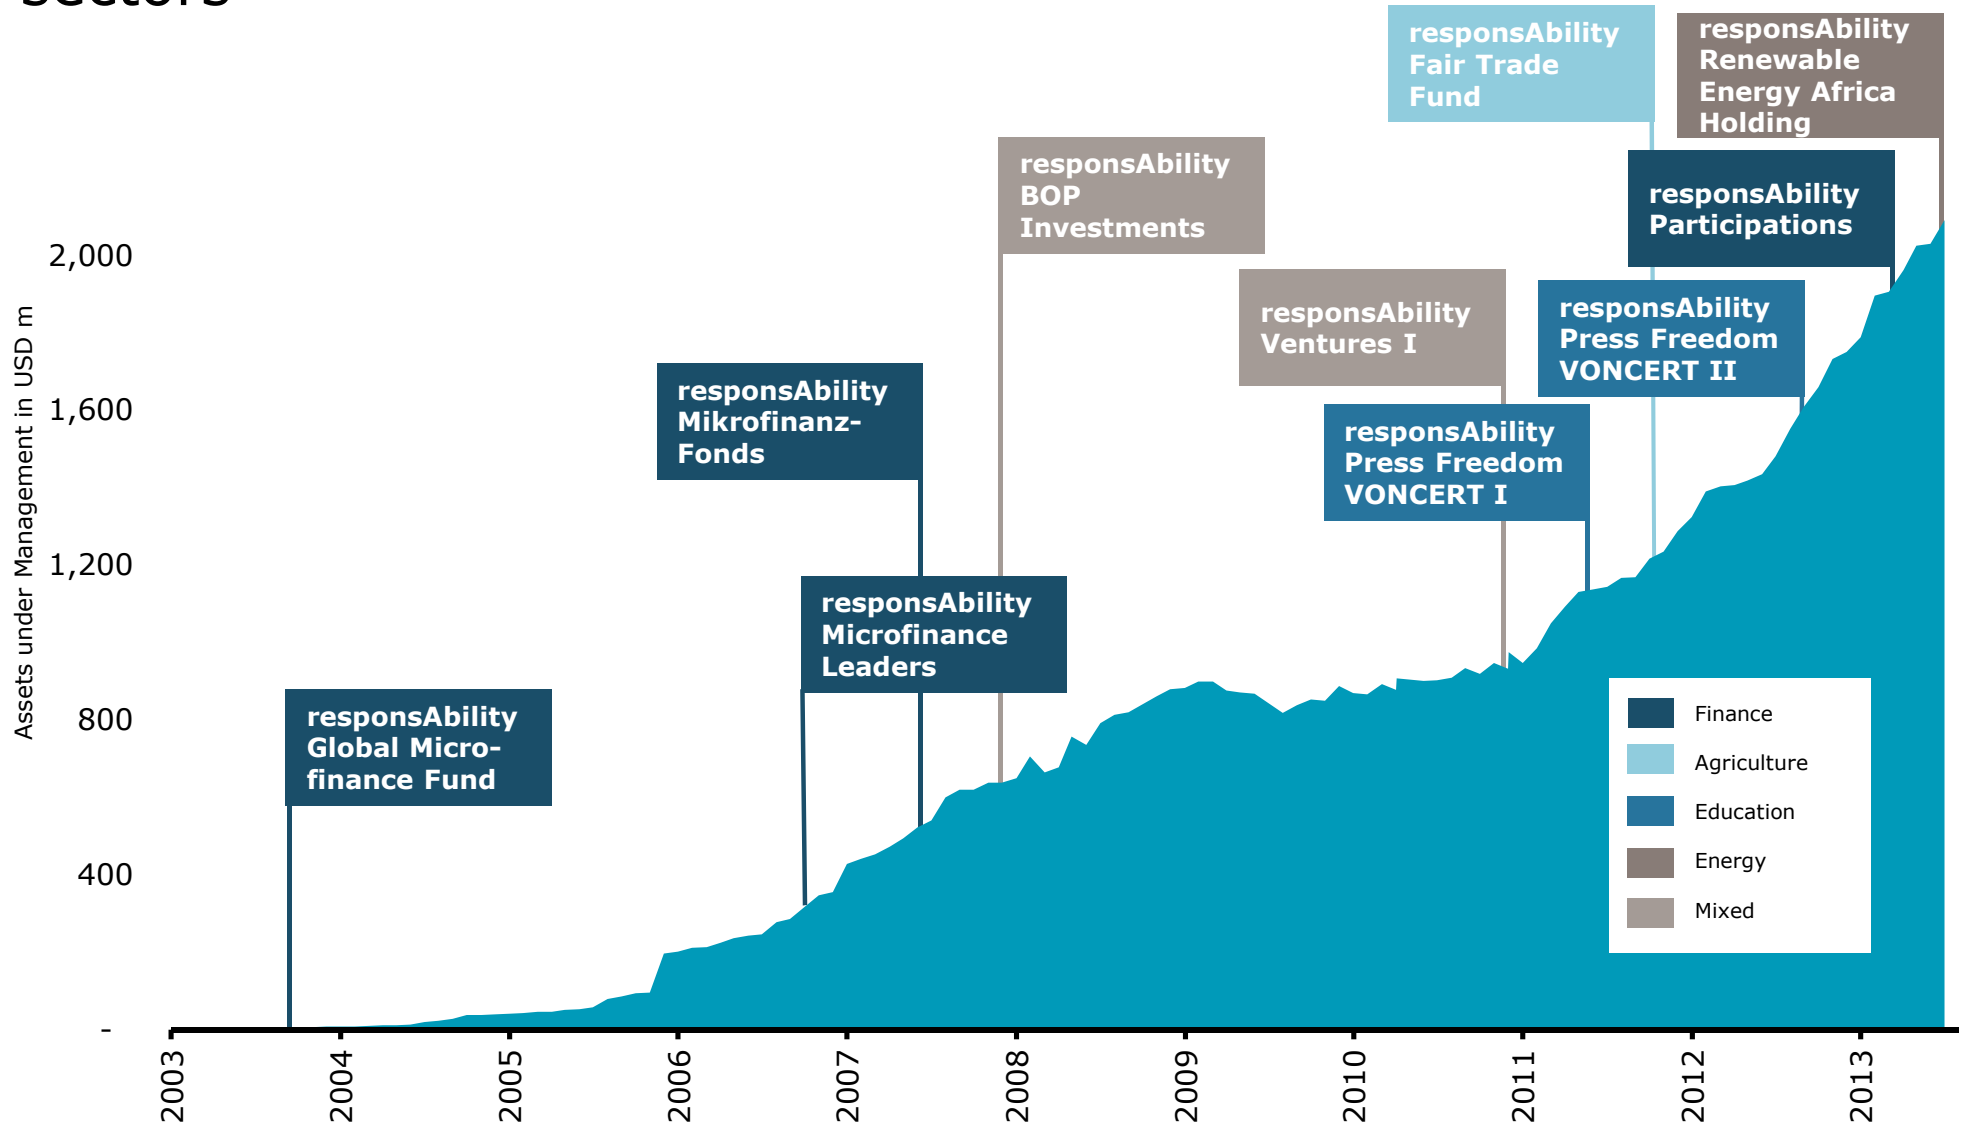 sectors
responsAbility
Fair Trade
Fund
responsAbility
Renewable
Energy Africa
Holding
responsAbility
BOP
Investments
responsAbility
Participations
responsAbility
Ventures I
responsAbility
Press Freedom
VONCERT II
responsAbility
Mikrofinanz-
Fonds
responsAbility
Press Freedom
VONCERT I
responsAbility
Microfinance
Leaders
responsAbility
Global Micro-
finance Fund
Assets under Management in USD m
2,000
1,600
1,200
800
400
-
Finance
Agriculture
Education
Energy
Mixed
2003
2004
2005
2006
2007
2008
2009
2010
2011
2012
2013